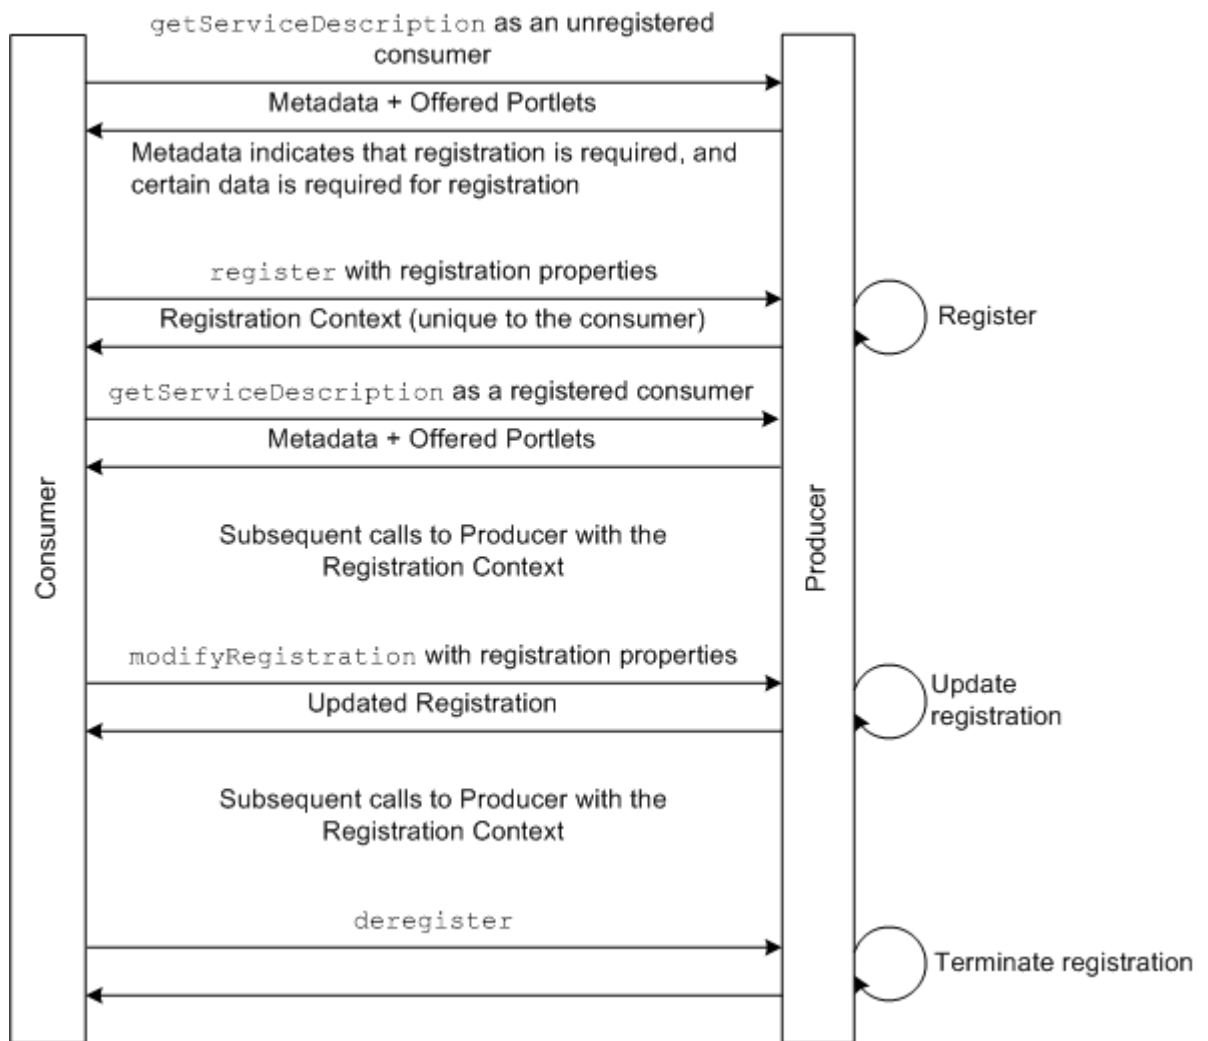 getServiceDescription as an unregistered
consumer
Metadata + Offered Portlets
Metadata indicates that registration is required, and
certain data is required for registration
register with registration properties
Registration Context (unique to the consumer)
Register
getServiceDescription as a registered consumer
Metadata + Offered Portlets
Consumer
Producer
Subsequent calls to Producer with the
Registration Context
modifyRegistration with registration properties
Updated Registration
Update
registration
Subsequent calls to Producer with the
Registration Context
deregister
Terminate registration